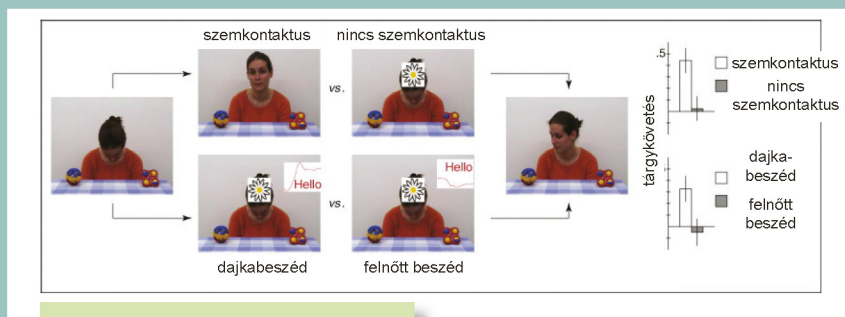 szemkontaktus
nincs szemkontaktus
vs.
Hello
Hello
vs.
dajkabeszéd
felnőtt beszéd
tárgykövetés
.5
szemkontaktus
nincs
szemkontaktus
1
dajka-
beszéd
felnőtt
beszéd